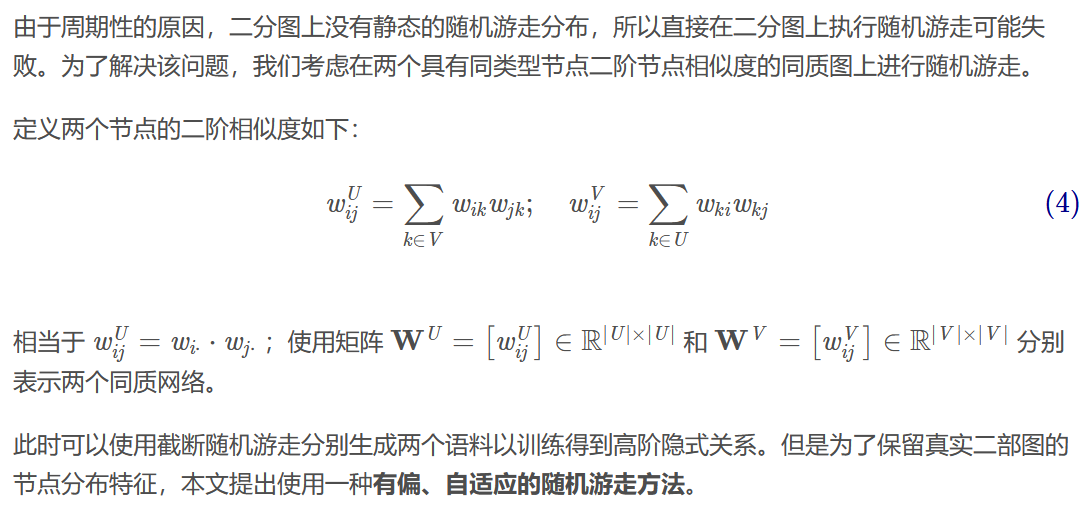 由于周期性的原因，二分图上没有静态的随机游走分布，所以直接在二分图上执行随机游走可能失
败。为了解决该问题，我们考虑在两个具有同类型节点二阶节点相似度的同质图上进行随机游走。
定义两个节点的二阶相似度如下：
$w_{ij}^{U} = \sum_{k \in V} w_{ik} w_{jk}; \quad w_{ij}^{V} = \sum_{k \in U} w_{ki} w_{kj}$ (4)
相当于 $w_{ij}^{U} = w_{i\cdot} \cdot w_{j\cdot}$ ；使用矩阵 $\mathbf{W}^{U} = [w_{ij}^{U}] \in \mathbb{R}^{|U| \times |U|}$ 和 $\mathbf{W}^{V} = [w_{ij}^{V}] \in \mathbb{R}^{|V| \times |V|}$ 分别
表示两个同质网络。
此时可以使用截断随机游走分别生成两个语料以训练得到高阶隐式关系。但是为了保留真实二部图的
节点分布特征，本文提出使用一种有偏、自适应的随机游走方法。